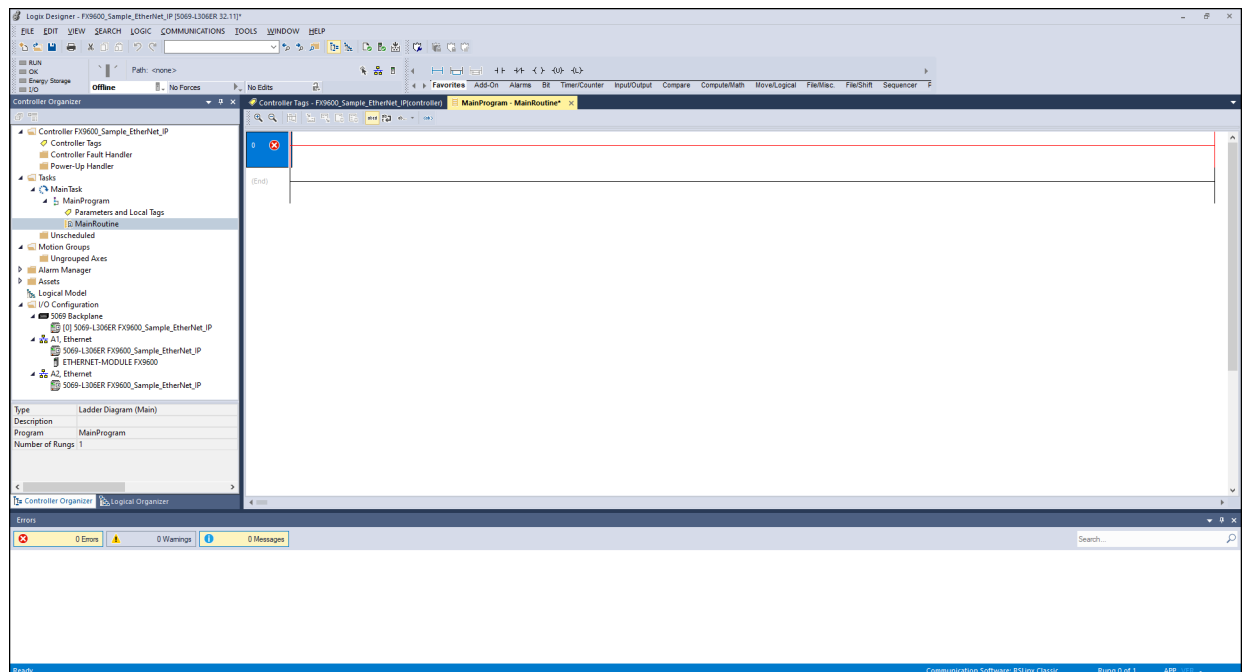 Logix Designer - FX9600_Sample_EtherNet_IP [5069-L306ER 32.11]*
FILE EDIT VIEW SEARCH LOGIC COMMUNICATIONS TOOLS WINDOW HELP
RUN
OK
Energy Storage
I/O
Path: <none>
Offline
No Forces
No Edits
Favorites Add-On Alarms Bit Timer/Counter Input/Output Compare Compute/Math Move/Logical File/Misc. File/Shift Sequencer
Controller Organizer
Controller Tags - FX9600_Sample_EtherNet_IP(controller)
MainProgram - MainRoutine*
Controller FX9600_Sample_EtherNet_IP
Controller Tags
Controller Fault Handler
Power-Up Handler
Tasks
MainTask
MainProgram
Parameters and Local Tags
MainRoutine
Unscheduled
Motion Groups
Ungrouped Axes
Alarm Manager
Assets
Logical Model
I/O Configuration
5069 Backplane
[0] 5069-L306ER FX9600_Sample_EtherNet_IP
A1, Ethernet
5069-L306ER FX9600_Sample_EtherNet_IP
ETHERNET-MODULE FX9600
A2, Ethernet
5069-L306ER FX9600_Sample_EtherNet_IP
0
(End)
Type Ladder Diagram (Main)
Description
Program MainProgram
Number of Rungs 1
Controller Organizer
Logical Organizer
Errors
0 Errors
0 Warnings
0 Messages
Search...
Ready
Communication Software: RSLinx Classic
Rung 0 of 1
APP VER